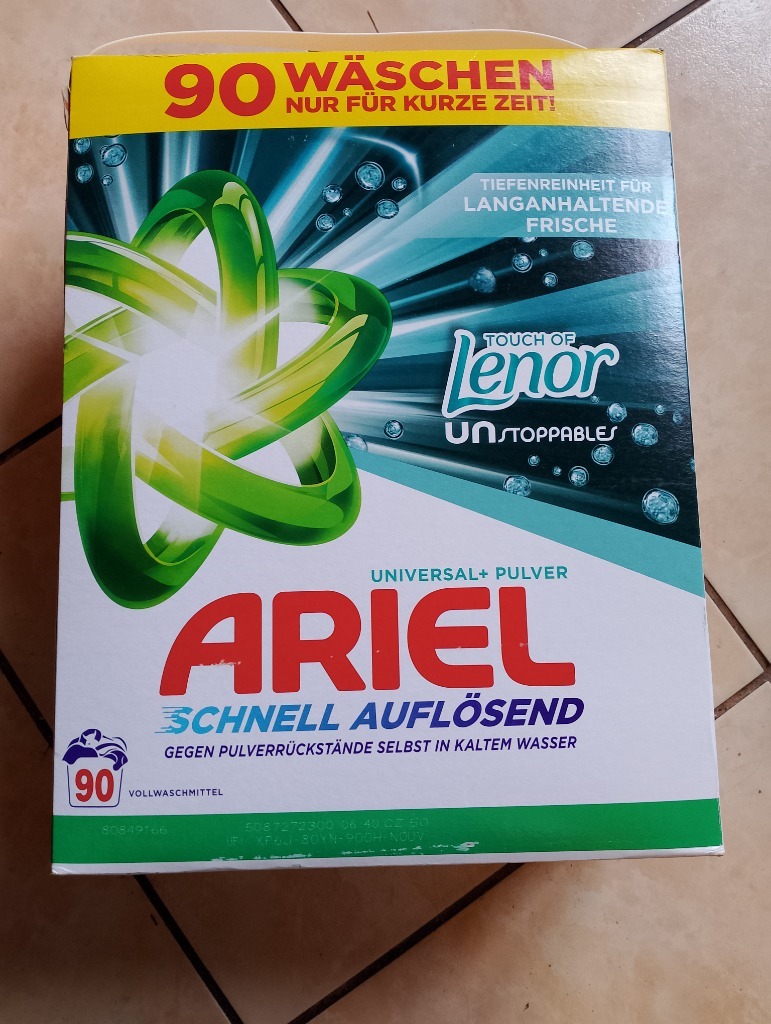 90 WÄSCHEN
NUR FÜR KURZE ZEIT!
TIEFENREINHEIT FÜR
LANGANHALTENDE
FRISCHE
TOUCH OF
Lenor
UNSTOPPABLES
UNIVERSAL+ PULVER
ARIEL
SCHNELL AUFLÖSEND
GEGEN PULVERRÜCKSTÄNDE SELBST IN KALTEM WASSER
90 VOLLWASCHMITTEL
80849166